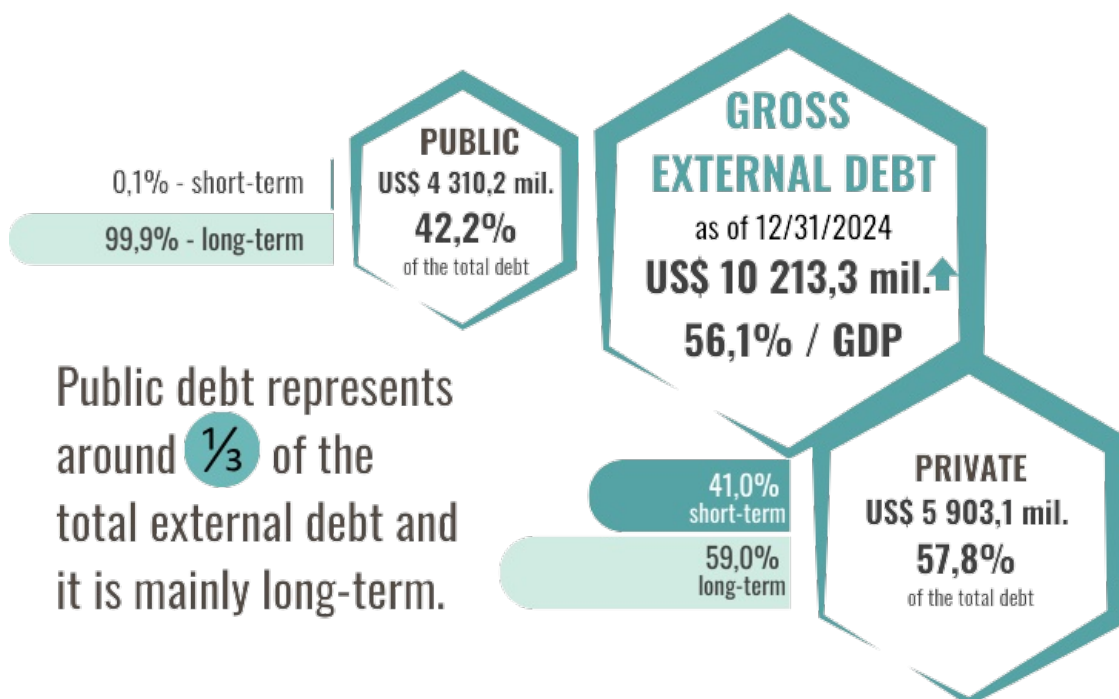 GROSS
EXTERNAL DEBT
as of 12/31/2024
US$ 10 213,3 mil.
56,1% / GDP
PUBLIC
US$ 4 310,2 mil.
42,2%
of the total debt
0,1% - short-term
99,9% - long-term
Public debt represents
around ⅓ of the
total external debt and
it is mainly long-term.
PRIVATE
US$ 5 903,1 mil.
57,8%
of the total debt
41,0%
short-term
59,0%
long-term